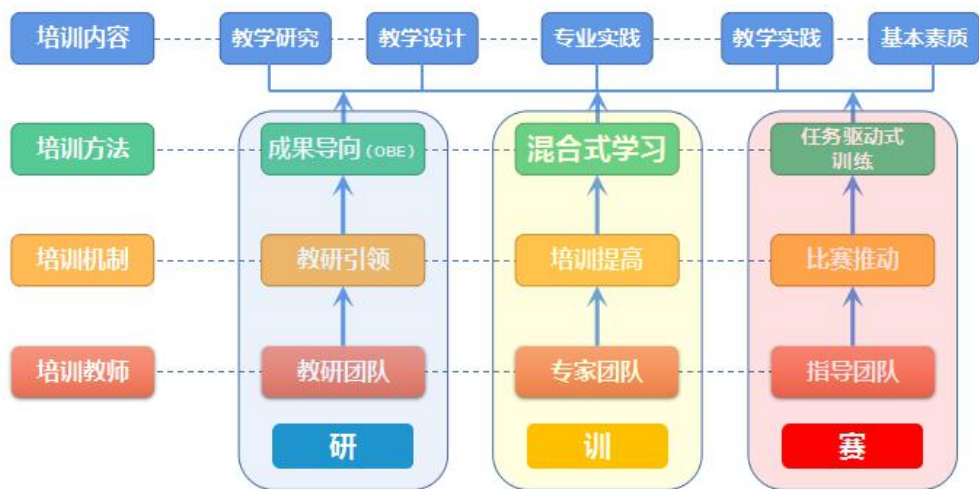 培训内容
教学研究
教学设计
专业实践
教学实践
基本素质
培训方法
成果导向(OBE)
混合式学习
任务驱动式
训练
培训机制
教研引领
培训提高
比赛推动
培训教师
教研团队
专家团队
指导团队
研
训
赛